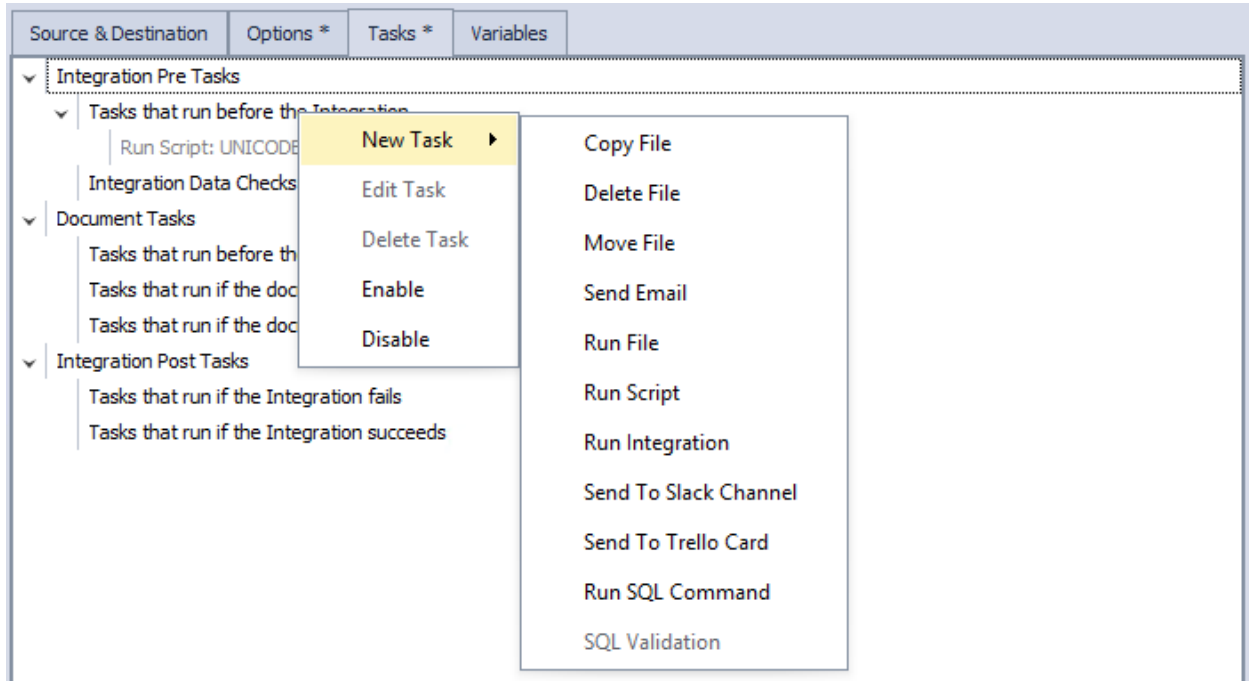 Source & Destination
Options *
Tasks *
Variables
Integration Pre Tasks
Tasks that run before the Integration
Run Script: UNICODE
Integration Data Checks
Document Tasks
Tasks that run before th
Tasks that run if the doc
Tasks that run if the doc
Integration Post Tasks
Tasks that run if the Integration fails
Tasks that run if the Integration succeeds
New Task
Edit Task
Delete Task
Enable
Disable
Copy File
Delete File
Move File
Send Email
Run File
Run Script
Run Integration
Send To Slack Channel
Send To Trello Card
Run SQL Command
SQL Validation